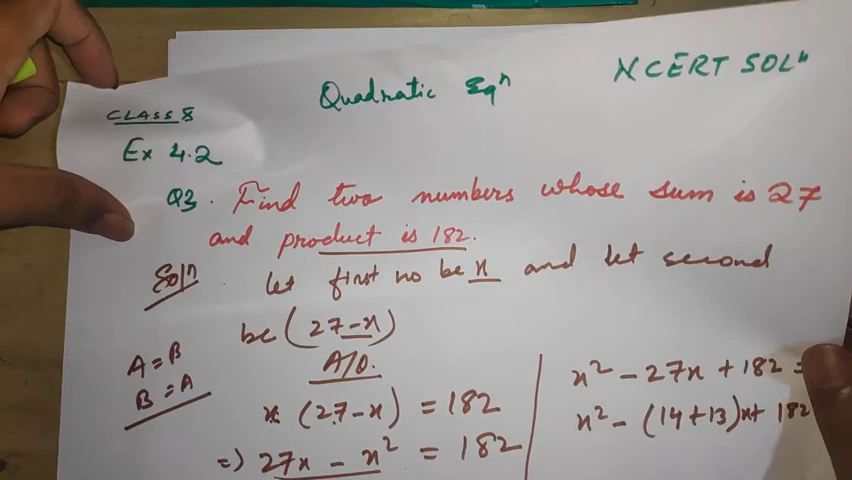 Quadratic Eqⁿ
NCERT SOLⁿ
CLASS X
Ex 4.2
Q3. Find two numbers whose sum is 27
and product is 182.
Solⁿ let first no be x and let second
be (27-x)
A=B
B=A
A/Q.
x (27-x) = 182
=> 27x - x² = 182
x² - 27x + 182 =
x² - (14+13)x + 182